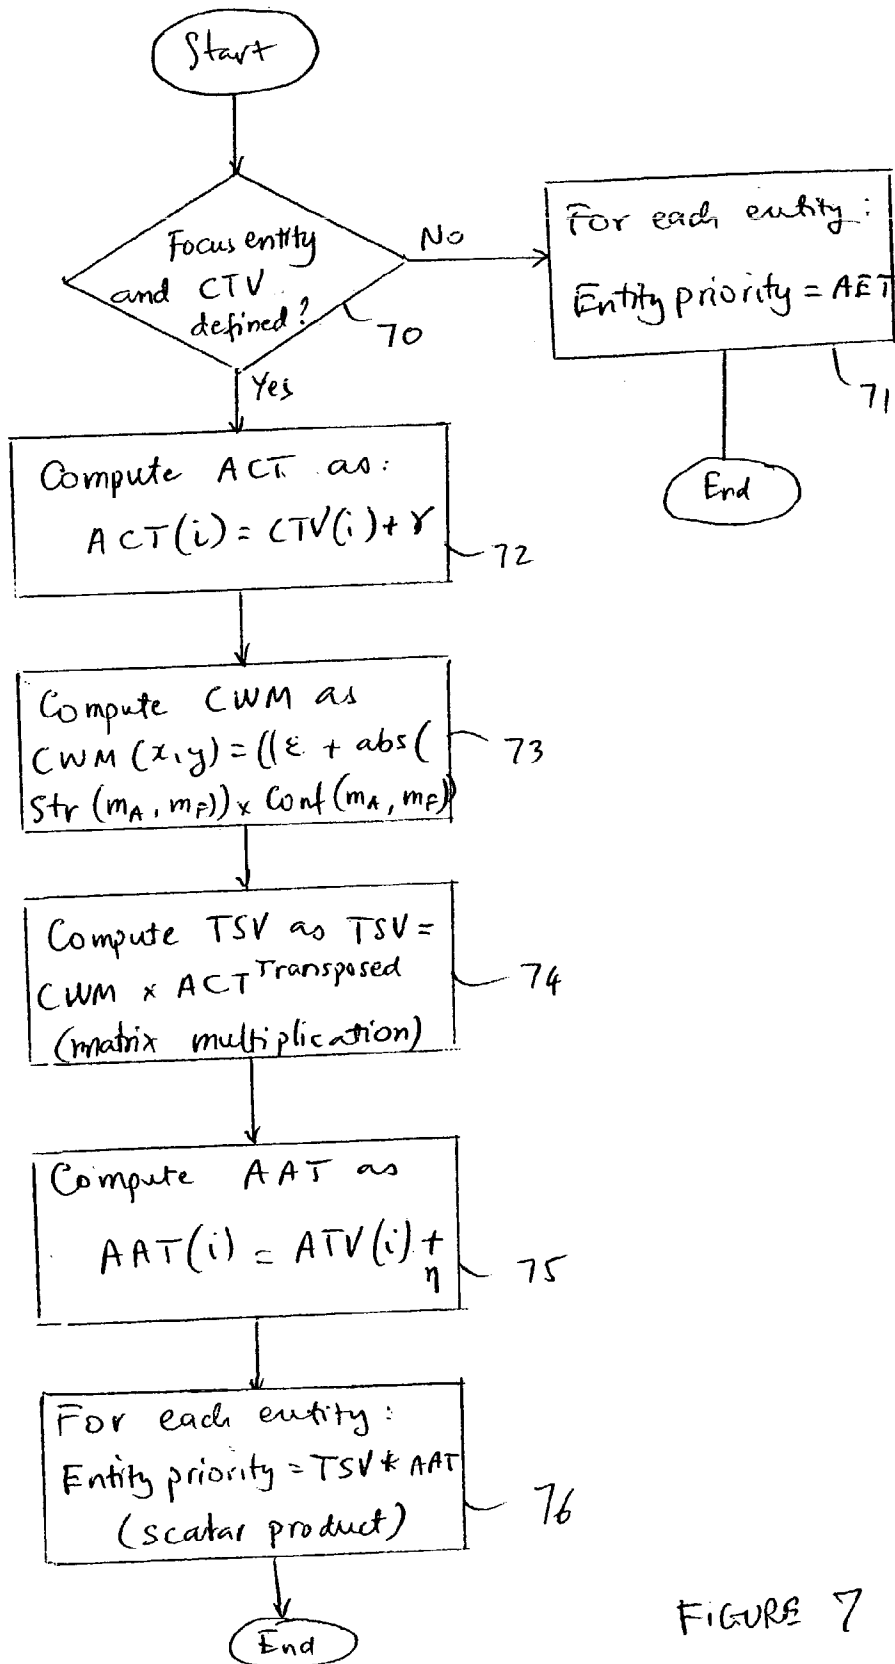 Start
Focus entity
and CTV
defined?
70
No
For each entity:
Entity priority = AET
71
End
Yes
Compute ACT as:
ACT(i) = CTV(i) + γ
72
Compute CWM as
CWM(x,y) = ((ε + abs(
Str(mA, mF)) x Conf(mA, mF))
73
Compute TSV as TSV =
CWM x ACT Transposed
(matrix multiplication)
74
Compute AAT as
AAT(i) = ATV(i) +
η
75
For each entity:
Entity priority = TSV * AAT
(scalar product)
76
End
FIGURE 7